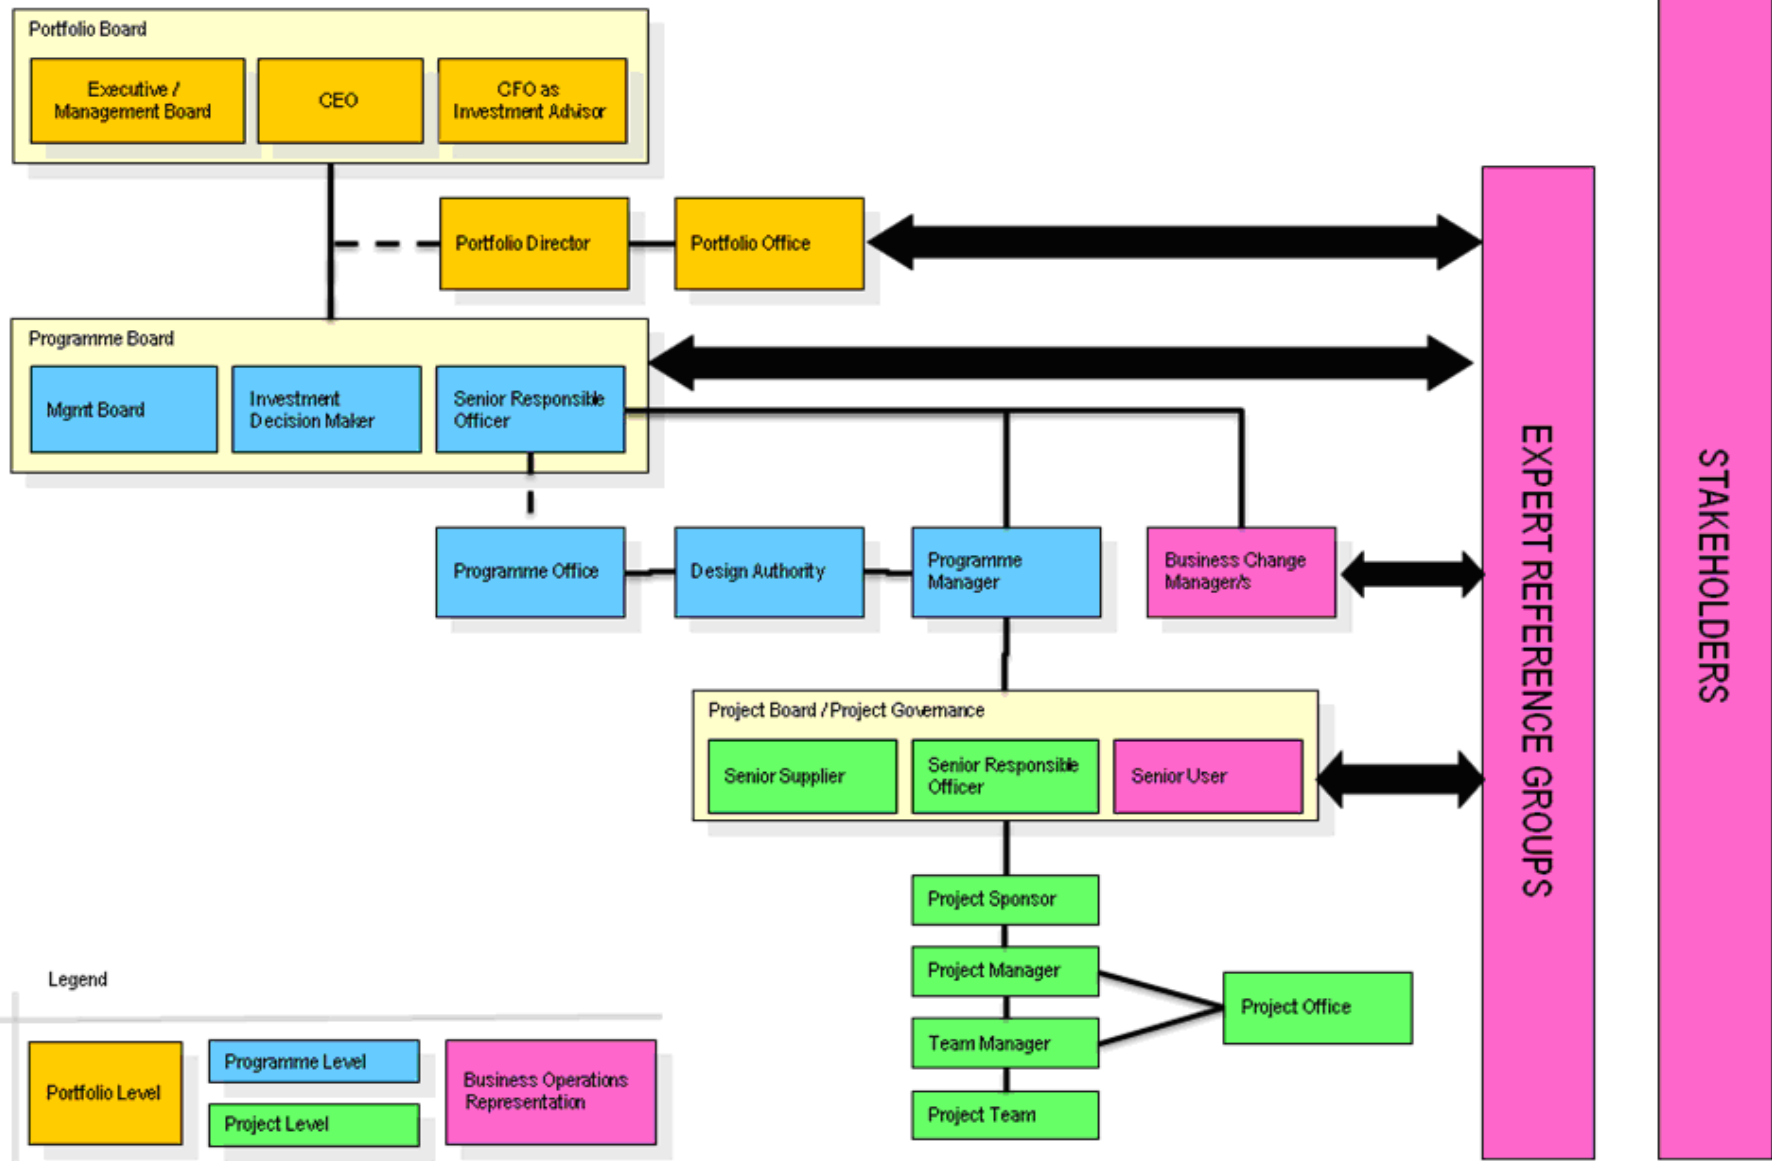 Portfolio Board
Executive /
Management Board
CEO
CFO as
Investment Advisor
Portfolio Director
Portfolio Office
Programme Board
Mgmt Board
Investment
Decision Maker
Senior Responsible
Officer
Programme Office
Design Authority
Programme
Manager
Business Change
Manager/s
Project Board / Project Governance
Senior Supplier
Senior Responsible
Officer
Senior User
Project Sponsor
Project Manager
Team Manager
Project Team
Project Office
EXPERT REFERENCE GROUPS
STAKEHOLDERS
Legend
Portfolio Level
Programme Level
Project Level
Business Operations
Representation